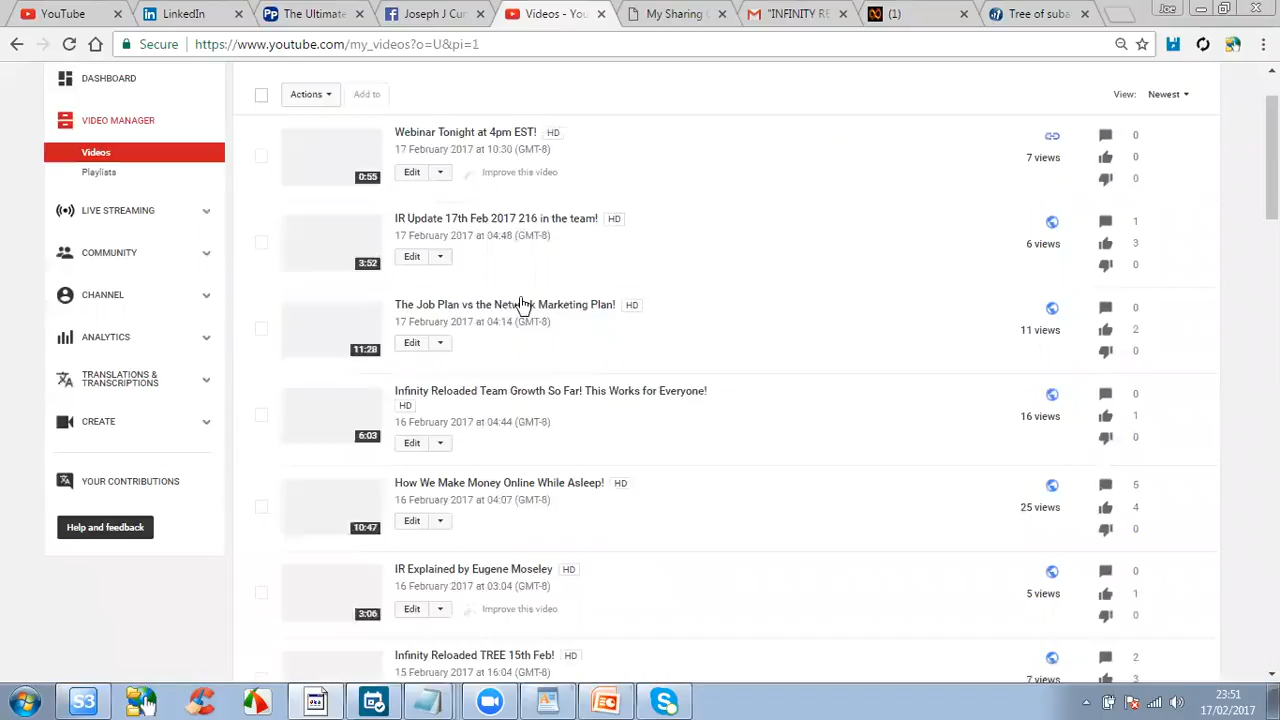 YouTube
LinkedIn
The Ultimate
Joseph J Cur
Videos - You
My Sharing C
"INFINITY RE
(1)
Tree of suba
Joe
Secure
https://www.youtube.com/my_videos?o=U&pi=1
DASHBOARD
VIDEO MANAGER
Videos
Playlists
LIVE STREAMING
COMMUNITY
CHANNEL
ANALYTICS
TRANSLATIONS &
TRANSCRIPTIONS
CREATE
YOUR CONTRIBUTIONS
Help and feedback
Actions
Add to
View:
Newest
Webinar Tonight at 4pm EST! HD
17 February 2017 at 10:30 (GMT-8)
0:55
Edit
Improve this video
7 views
0
0
0
IR Update 17th Feb 2017 216 in the team! HD
17 February 2017 at 04:48 (GMT-8)
3:52
Edit
6 views
1
3
0
The Job Plan vs the Network Marketing Plan! HD
17 February 2017 at 04:14 (GMT-8)
11:28
Edit
11 views
0
2
0
Infinity Reloaded Team Growth So Far! This Works for Everyone!
HD
16 February 2017 at 04:44 (GMT-8)
6:03
Edit
16 views
0
1
0
How We Make Money Online While Asleep! HD
16 February 2017 at 04:07 (GMT-8)
10:47
Edit
25 views
5
4
0
IR Explained by Eugene Moseley HD
16 February 2017 at 03:04 (GMT-8)
3:06
Edit
Improve this video
5 views
0
1
0
Infinity Reloaded TREE 15th Feb! HD
15 February 2017 at 16:04 (GMT-8)
7 views
2
3
S3
23:51
17/02/2017